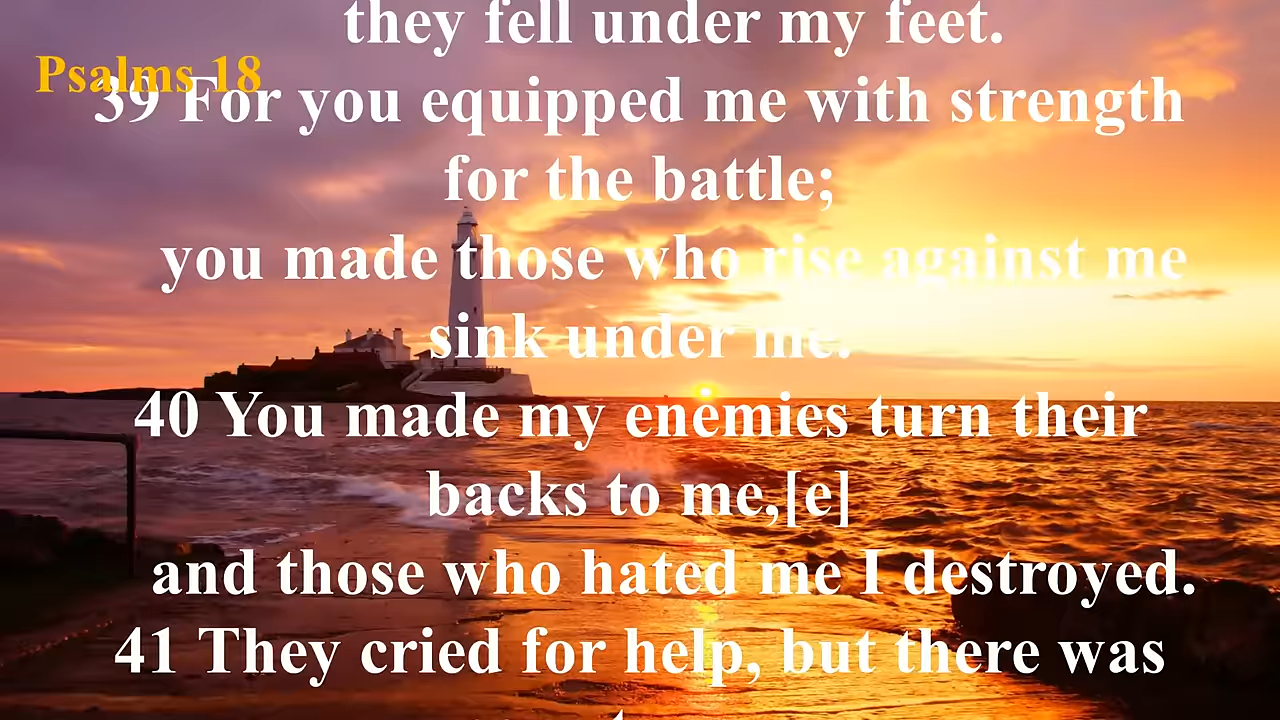 they fell under my feet.
Psalms 18
39 For you equipped me with strength
for the battle;
you made those who rise against me
sink under me.
40 You made my enemies turn their
backs to me,[e]
and those who hated me I destroyed.
41 They cried for help, but there was